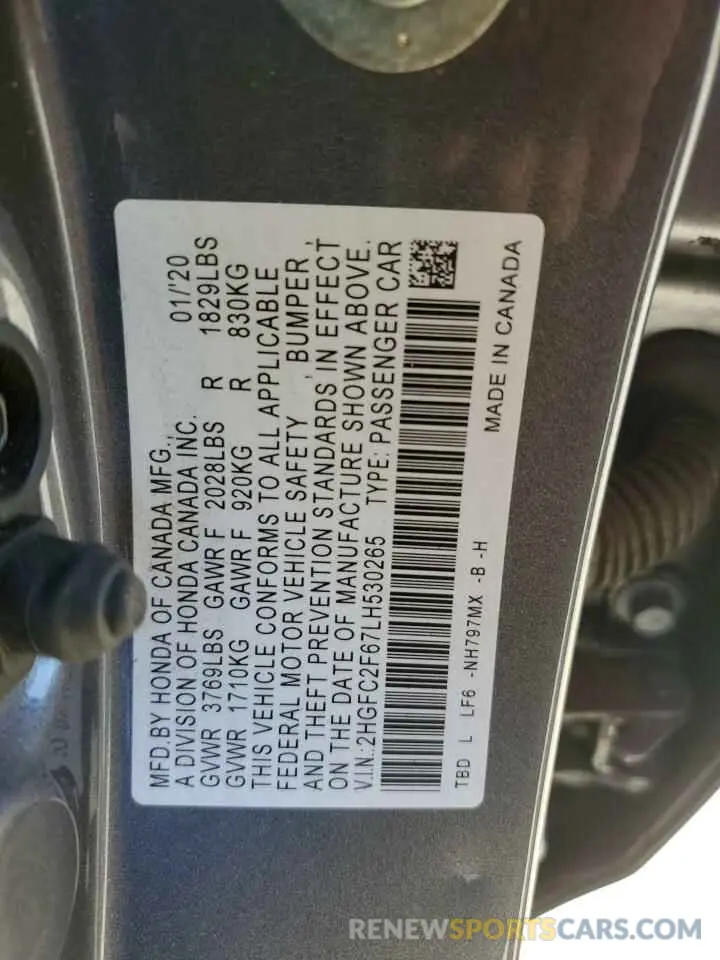 MFD.BY HONDA OF CANADA MFG., 01/'20
A DIVISION OF HONDA CANADA INC.
GVWR 3769LBS GAWR F 2028LBS R 1829LBS
GVWR 1710KG GAWR F 920KG R 830KG
THIS VEHICLE CONFORMS TO ALL APPLICABLE
FEDERAL MOTOR VEHICLE SAFETY , BUMPER ,
AND THEFT PREVENTION STANDARDS IN EFFECT
ON THE DATE OF MANUFACTURE SHOWN ABOVE.
V.I.N.:2HGFC2F67LH530265 TYPE: PASSENGER CAR
TBD L LF6 -NH797MX -B -H MADE IN CANADA
RENEWSPORTSCARS.COM